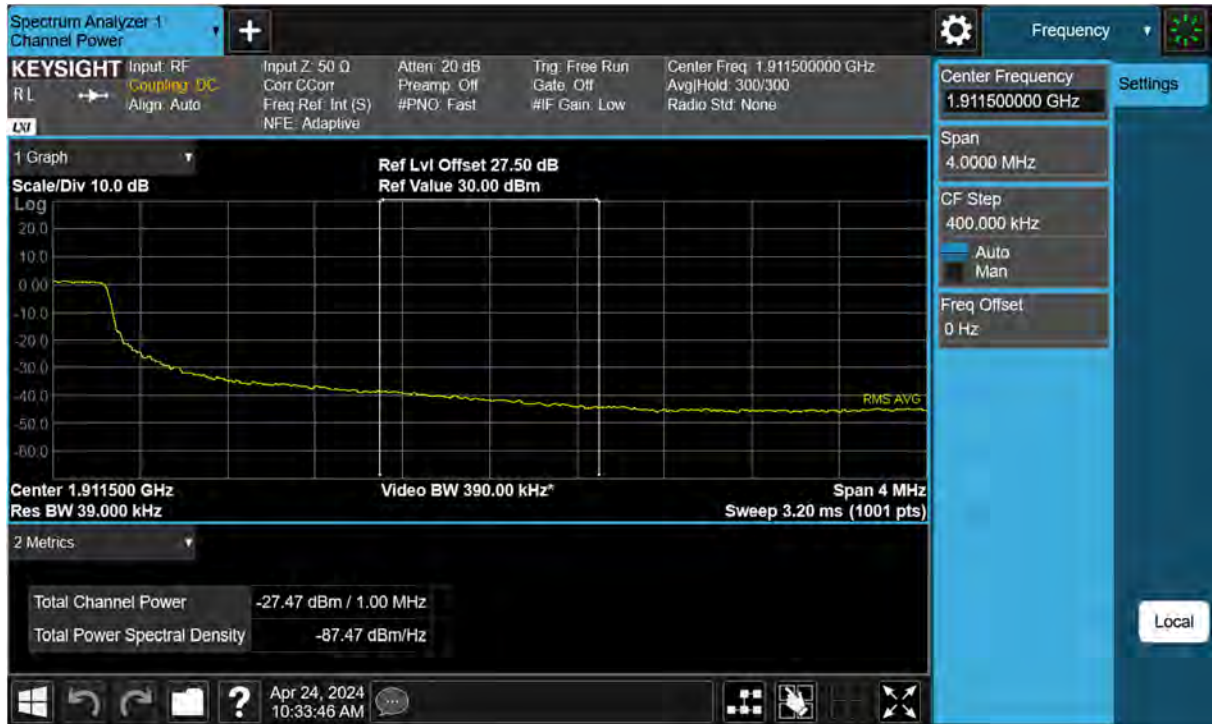 Spectrum Analyzer 1
Channel Power
+
Frequency
KEYSIGHT
RL
LXI
Input: RF
Coupling: DC
Align: Auto
Input Z: 50 Ω
Corr CCorr
Freq Ref: Int (S)
NFE: Adaptive
Atten: 20 dB
Preamp: Off
#PNO: Fast
Trig: Free Run
Gate: Off
#IF Gain: Low
Center Freq: 1.911500000 GHz
Avg|Hold: 300/300
Radio Std: None
Center Frequency
1.911500000 GHz
Settings
Span
4.0000 MHz
CF Step
400.000 kHz
Auto
Man
Freq Offset
0 Hz
1 Graph
Scale/Div 10.0 dB
Ref Lvl Offset 27.50 dB
Ref Value 30.00 dBm
Log
20.0
10.0
0.00
-10.0
-20.0
-30.0
-40.0
-50.0
-60.0
RMS AVG
Center 1.911500 GHz
Video BW 390.00 kHz*
Span 4 MHz
Res BW 39.000 kHz
Sweep 3.20 ms (1001 pts)
2 Metrics
Total Channel Power -27.47 dBm / 1.00 MHz
Total Power Spectral Density -87.47 dBm/Hz
Local
?
Apr 24, 2024
10:33:46 AM